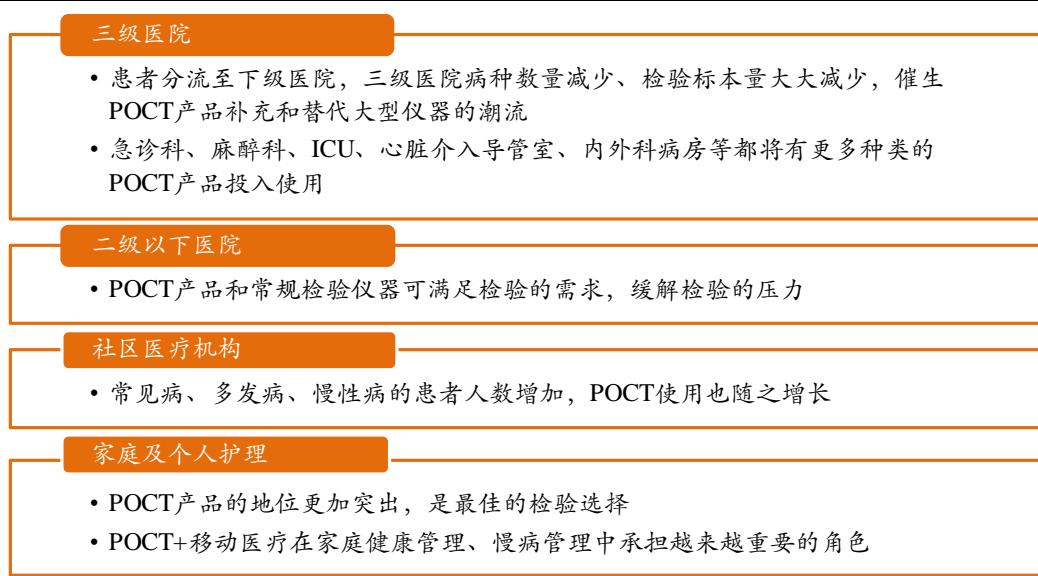 三级医院
• 患者分流至下级医院，三级医院病种数量减少、检验标本量大大减少，催生
POCT产品补充和替代大型仪器的潮流
• 急诊科、麻醉科、ICU、心脏介入导管室、内外科病房等都将有更多种类的
POCT产品投入使用
二级以下医院
• POCT产品和常规检验仪器可满足检验的需求，缓解检验的压力
社区医疗机构
• 常见病、多发病、慢性病的患者人数增加，POCT使用也随之增长
家庭及个人护理
• POCT产品的地位更加突出，是最佳的检验选择
• POCT+移动医疗在家庭健康管理、慢病管理中承担越来越重要的角色